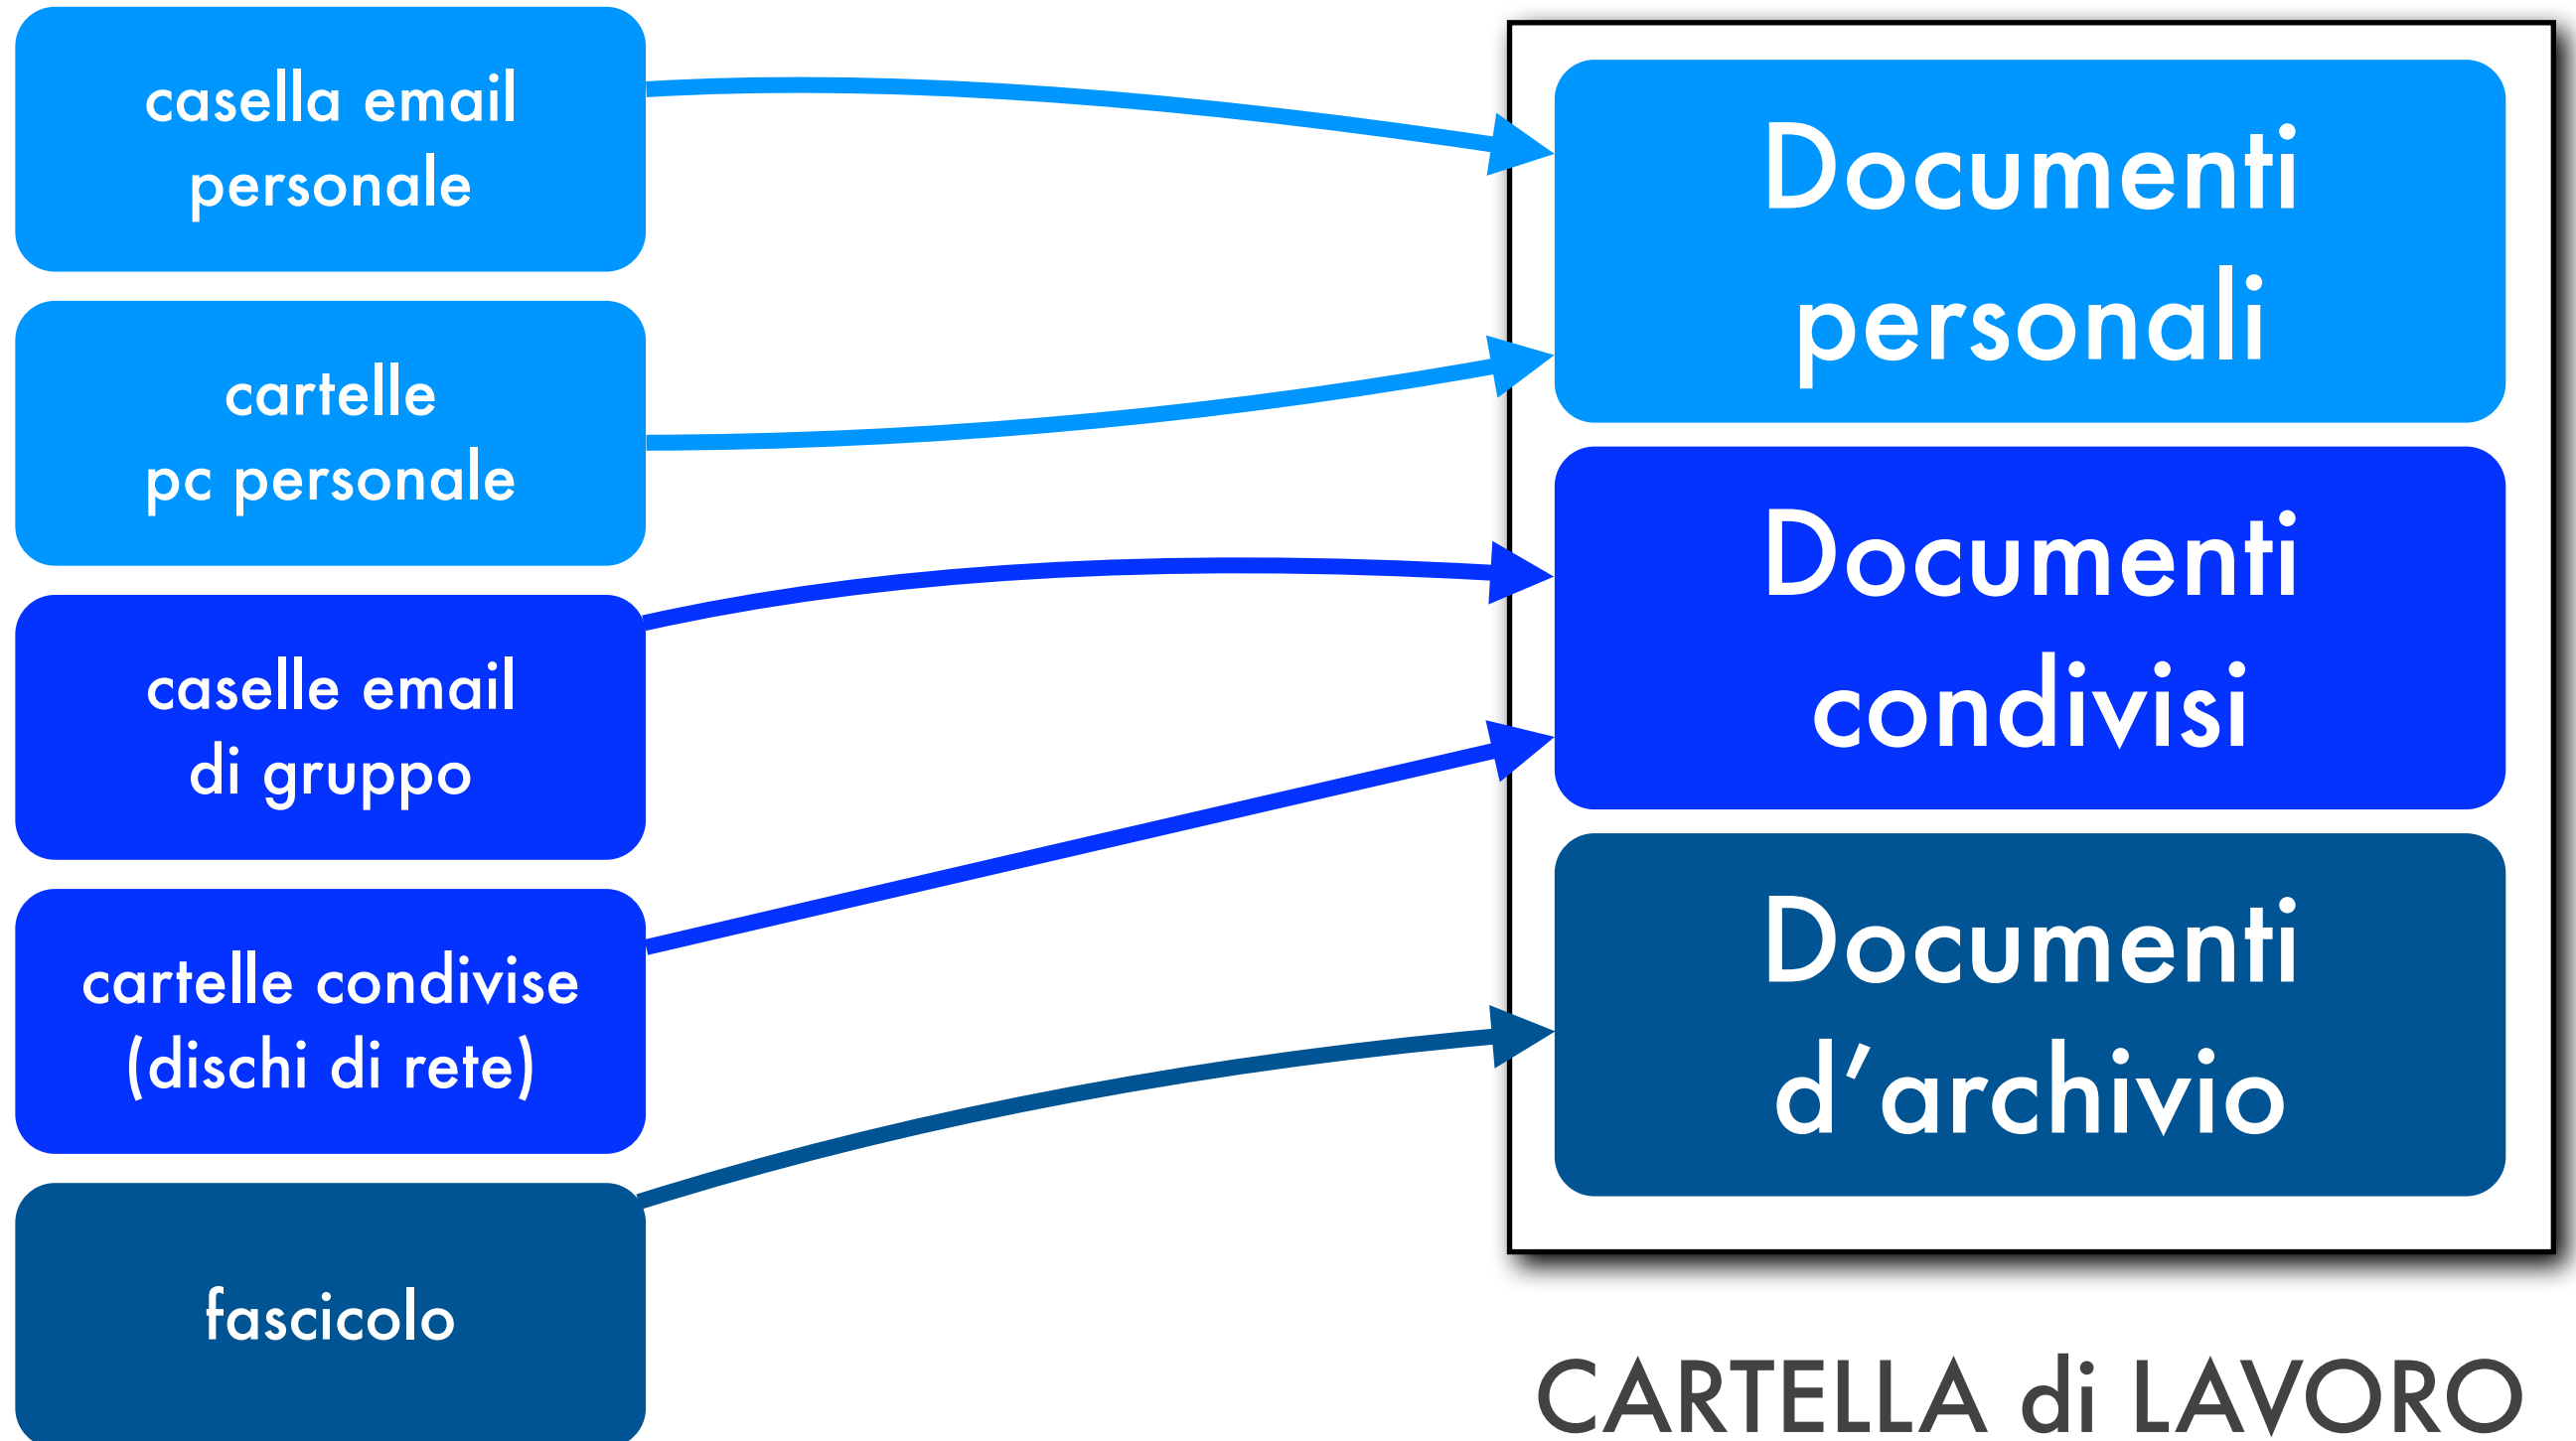 casella email
personale
cartelle
pc personale
caselle email
di gruppo
cartelle condivise
(dischi di rete)
fascicolo
Documenti
personali
Documenti
condivisi
Documenti
d’archivio
CARTELLA di LAVORO